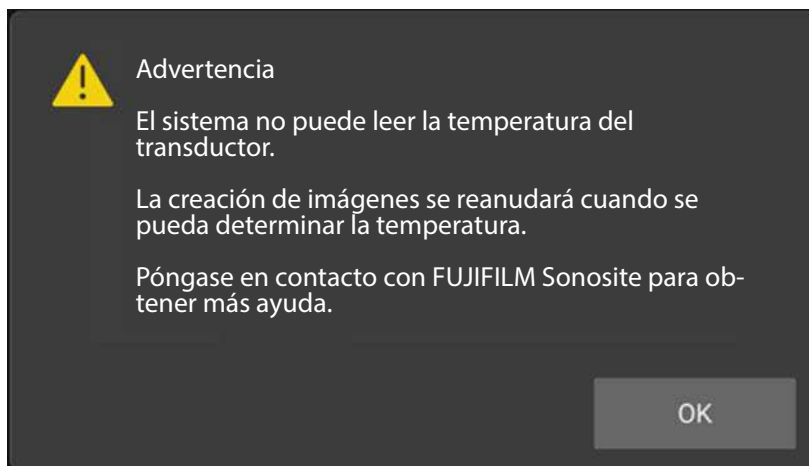 Advertencia
El sistema no puede leer la temperatura del
transductor.
La creación de imágenes se reanudará cuando se
pueda determinar la temperatura.
Póngase en contacto con FUJIFILM Sonosite para ob-
tener más ayuda.
OK